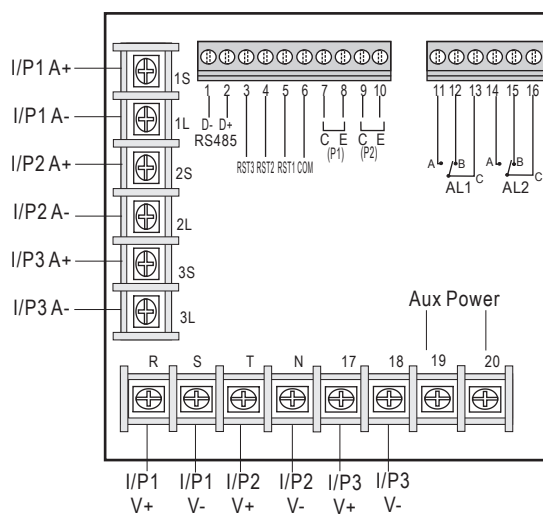 I/P1 A+
I/P1 A-
I/P2 A+
I/P2 A-
I/P3 A+
I/P3 A-
1S
1L
2S
2L
3S
3L
1 2 3 4 5 6 7 8 9 10
D- D+
RS485
RST3 RST2 RST1 COM
C E
(P1)
C E
(P2)
11 12 13 14 15 16
A B C
AL1
A B C
AL2
Aux Power
R S T N 17 18 19 20
I/P1 V+
I/P1 V-
I/P2 V+
I/P2 V-
I/P3 V+
I/P3 V-